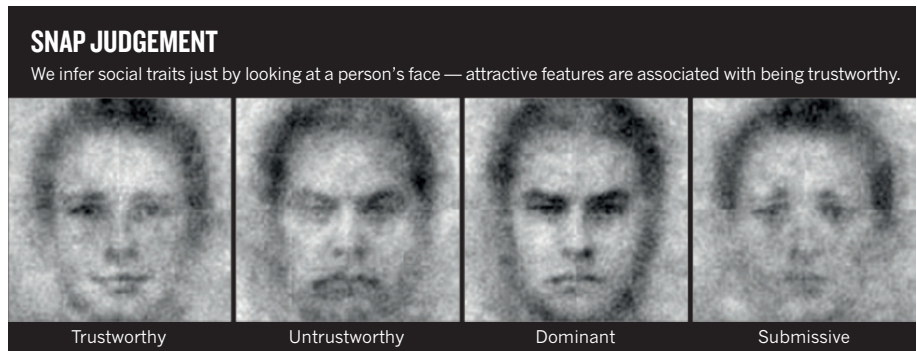 SNAP JUDGEMENT
We infer social traits just by looking at a person's face — attractive features are associated with being trustworthy.
Trustworthy
Untrustworthy
Dominant
Submissive